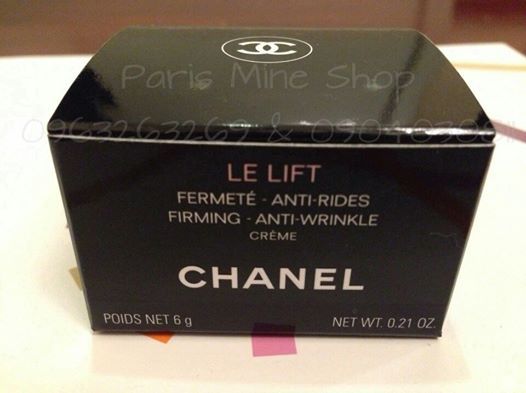 Paris Mine Shop
LE LIFT
FERMETÉ - ANTI-RIDES
FIRMING - ANTI-WRINKLE
CRÈME
CHANEL
POIDS NET 6 g
NET WT. 0.21 OZ.